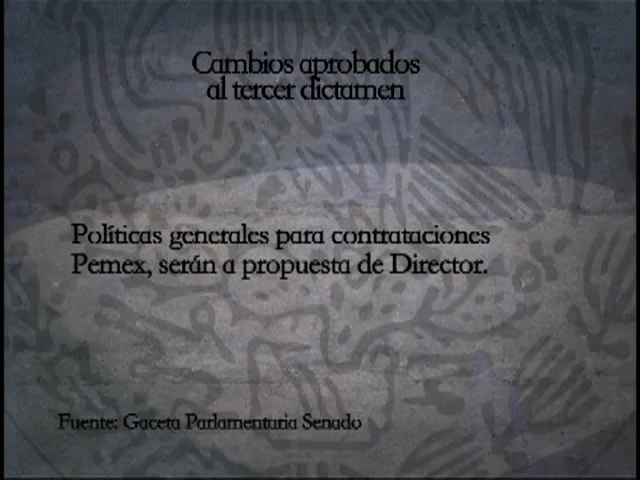 Cambios aprobados
al tercer dictamen
Políticas generales para contrataciones
Pemex, serán a propuesta de Director.
Fuente: Gaceta Parlamentaria Senado